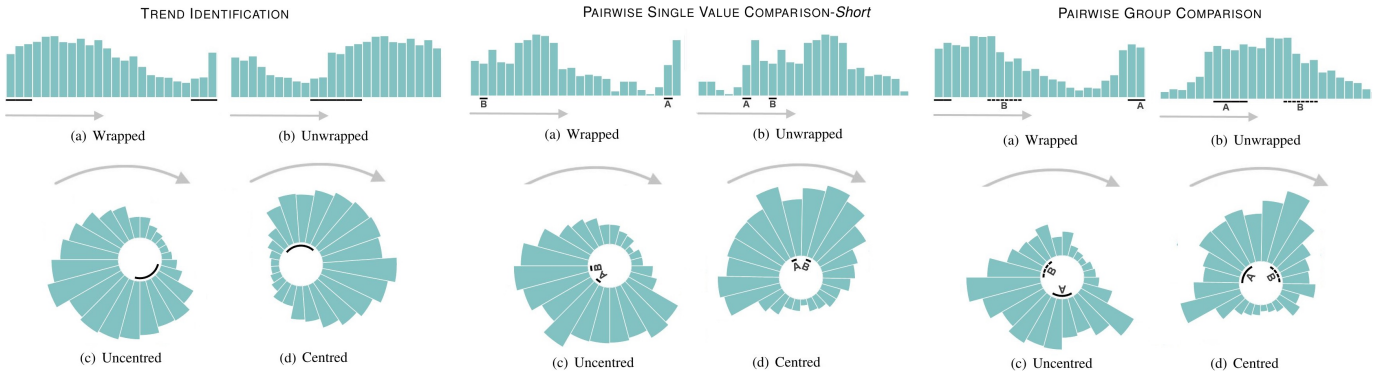 TREND IDENTIFICATION
PAIRWISE SINGLE VALUE COMPARISON-Short
PAIRWISE GROUP COMPARISON
B A
A B
B A
A B
(a) Wrapped
(b) Unwrapped
(a) Wrapped
(b) Unwrapped
(a) Wrapped
(b) Unwrapped
A B
A B
B A
A B
(c) Uncentred
(d) Centred
(c) Uncentred
(d) Centred
(c) Uncentred
(d) Centred